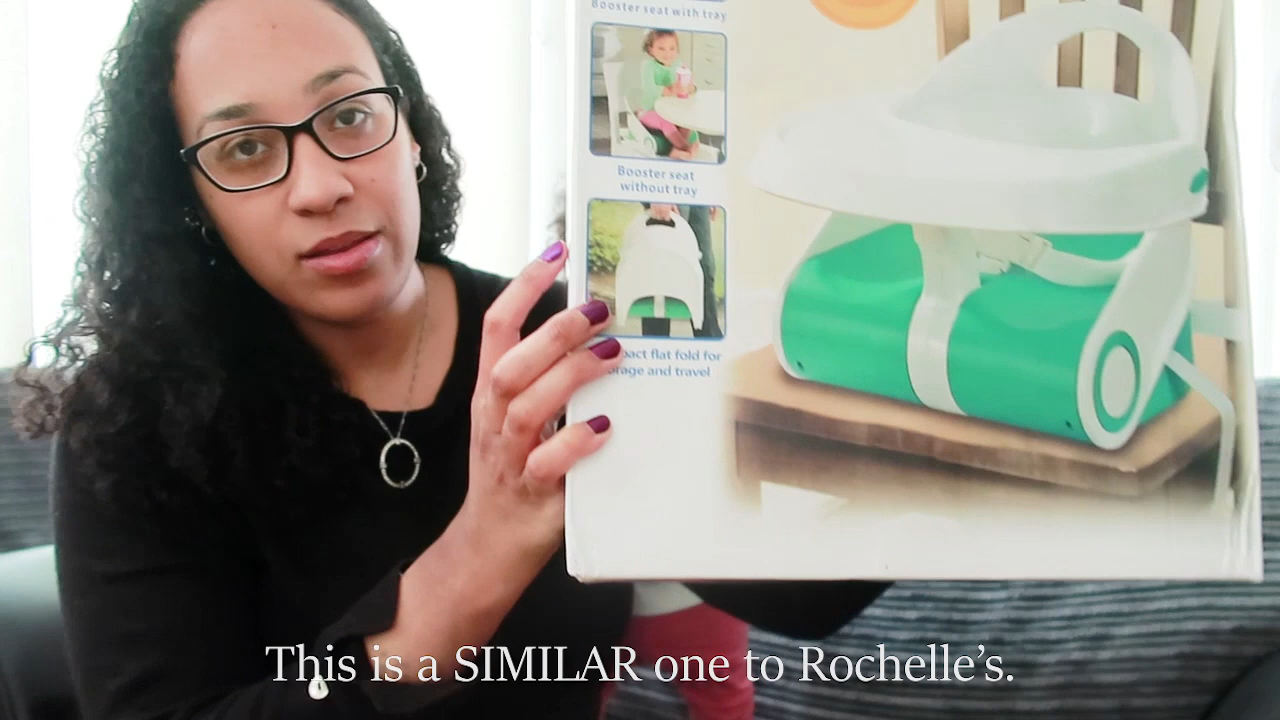 Booster seat with tray
Booster seat
without tray
pact flat fold for
rage and travel
This is a SIMILAR one to Rochelle's.